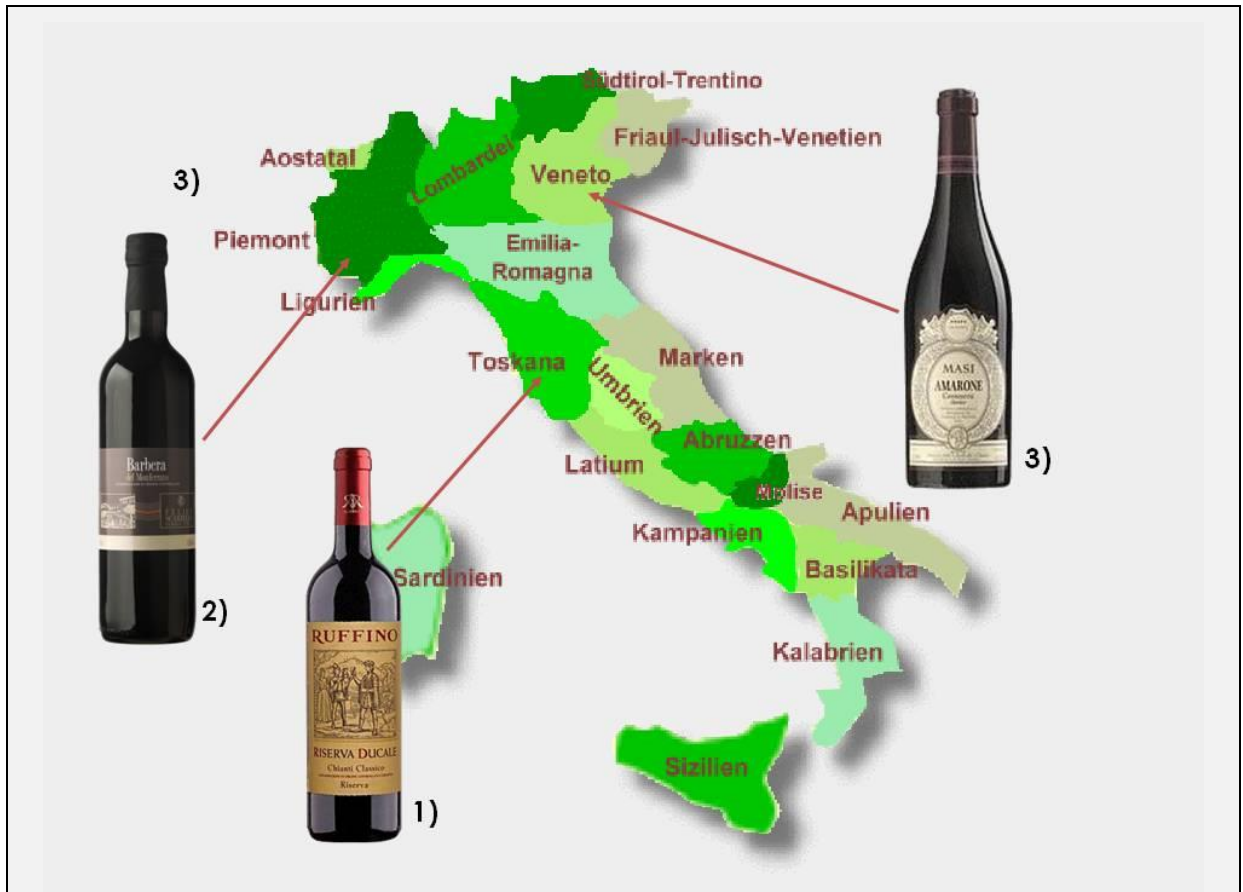 Südtirol-Trentino
Friaul-Julisch-Venetien
Aostatal
Lombardei
Veneto
3)
Piemont
Emilia-
Romagna
Ligurien
Toskana
Marken
Umbrien
MASI
AMARONE
Abruzzen
Latium
3)
Barbera
del Monferrato
Molise
Apulien
Kampanien
Sardinien
Basilikata
2)
RUFFINO
Kalabrien
RISERVA DUCALE
Chianti Classico
Riserva
Sizilien
1)